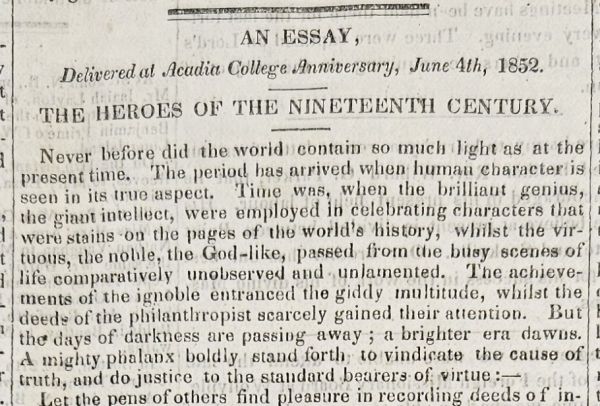 AN ESSAY,
Delivered at Acadia College Anniversary, June 4th, 1852.
THE HEROES OF THE NINETEENTH CENTURY.
Never before did the world contain so much light as at the
present time. The period has arrived when human character is
seen in its true aspect. Time was, when the brilliant genius,
the giant intellect, were employed in celebrating characters that
were stains on the pages of the world's history, whilst the vir-
tuous, the noble, the God-like, passed from the busy scenes of
life comparatively unobserved and unlamented. The achieve-
ments of the ignoble entranced the giddy multitude, whilst the
deeds of the philanthropist scarcely gained their attention. But
the days of darkness are passing away; a brighter era dawns.
A mighty phalanx boldly stand forth to vindicate the cause of
truth, and do justice to the standard bearers of virtue:—
Let the pens of others find pleasure in recording deeds of in-